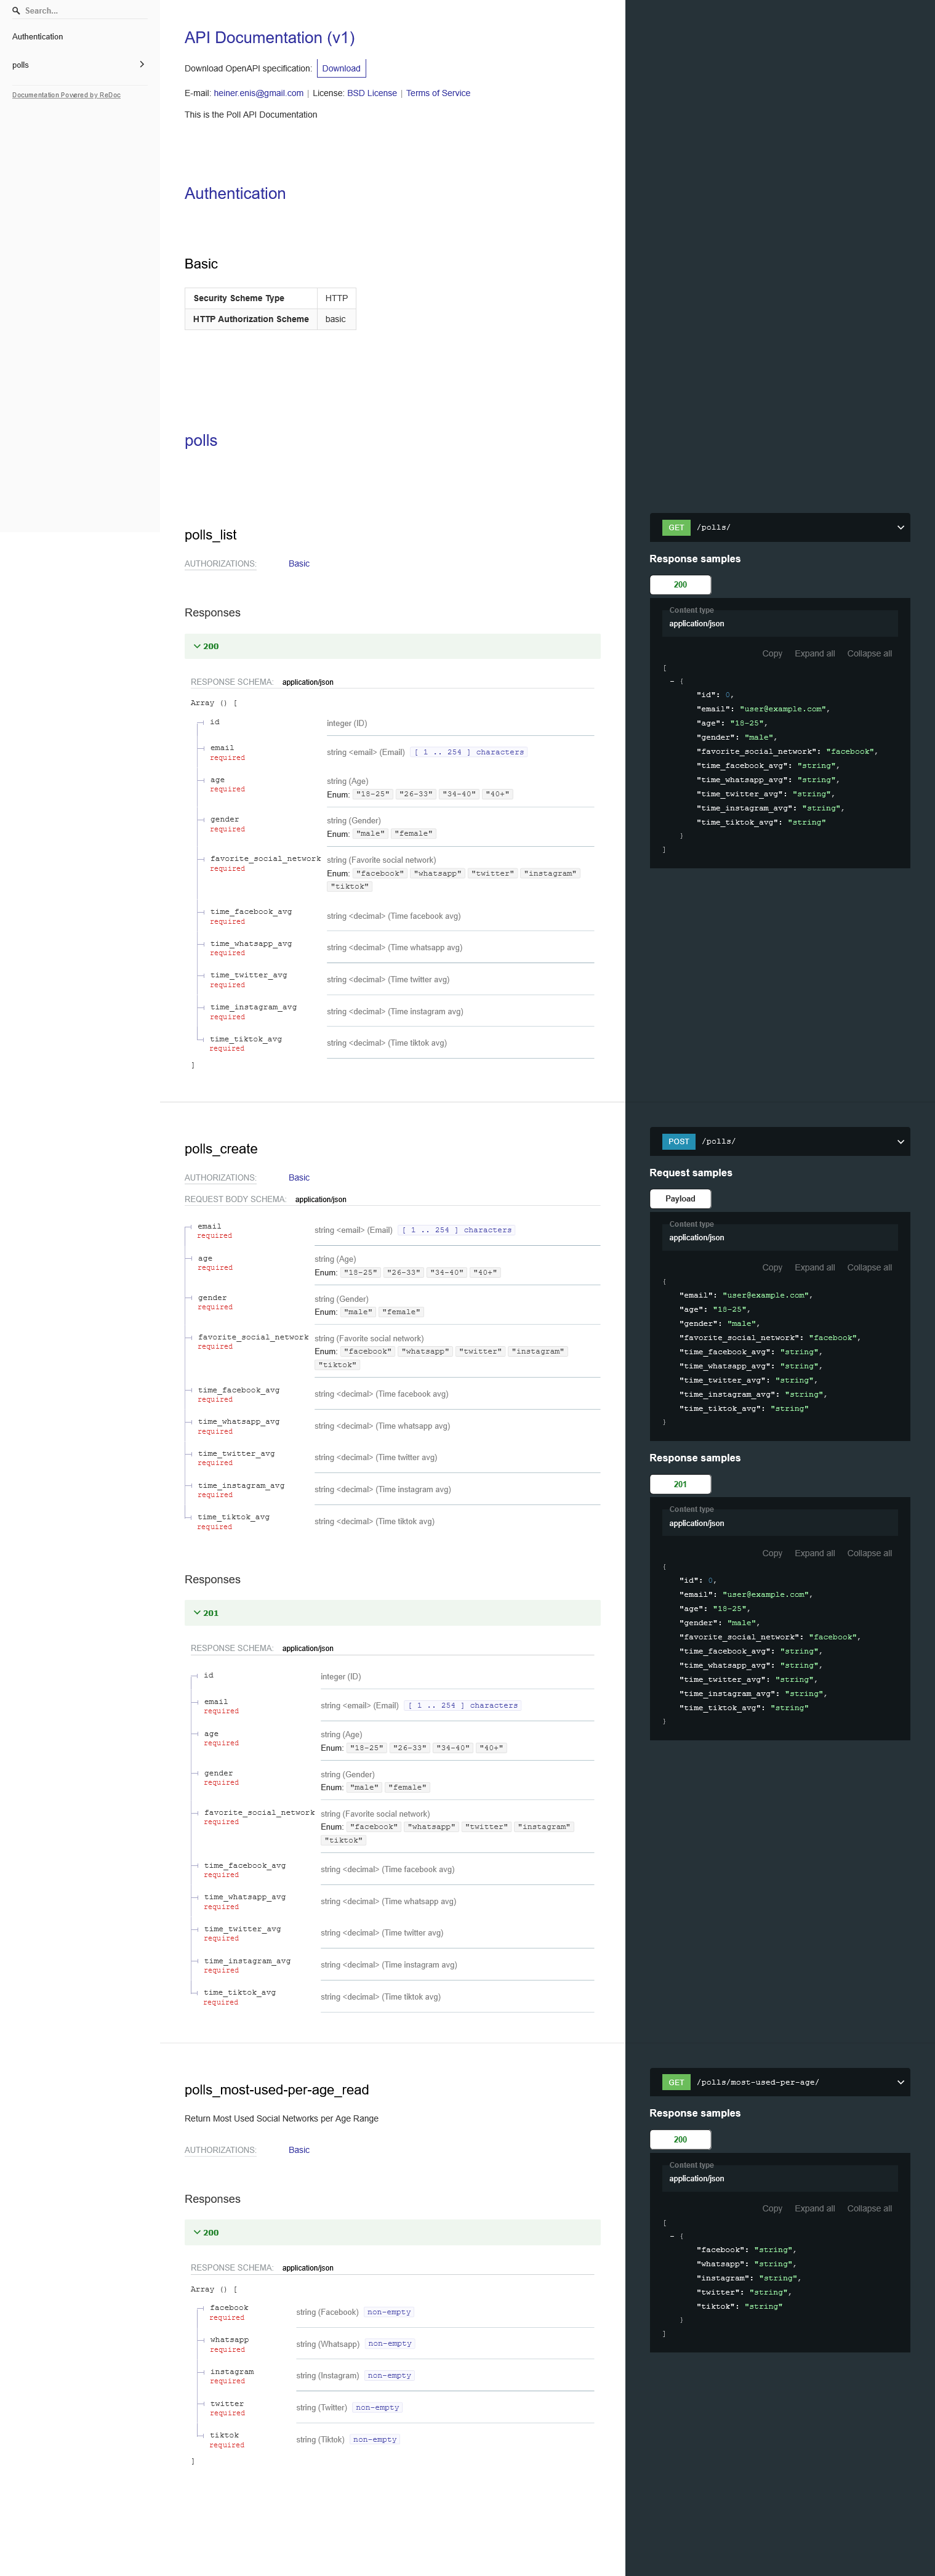 Search...
Authentication
polls
Documentation Powered by ReDoc
API Documentation (v1)
Download OpenAPI specification: Download
E-mail: heiner.enis@gmail.com | License: BSD License | Terms of Service
This is the Poll API Documentation
Authentication
Basic
Security Scheme Type HTTP
HTTP Authorization Scheme basic
polls
polls_list
AUTHORIZATIONS: Basic
Responses
200
RESPONSE SCHEMA: application/json
Array () [
id integer (ID)
email string <email> (Email) [ 1 .. 254 ] characters
required
age string (Age)
required Enum: "18-25" "26-33" "34-40" "40+"
gender string (Gender)
required Enum: "male" "female"
favorite_social_network string (Favorite social network)
required Enum: "facebook" "whatsapp" "twitter" "instagram"
"tiktok"
time_facebook_avg string <decimal> (Time facebook avg)
required
time_whatsapp_avg string <decimal> (Time whatsapp avg)
required
time_twitter_avg string <decimal> (Time twitter avg)
required
time_instagram_avg string <decimal> (Time instagram avg)
required
time_tiktok_avg string <decimal> (Time tiktok avg)
required
]
GET /polls/
Response samples
200
Content type
application/json
Copy Expand all Collapse all
[
- {
"id": 0,
"email": "user@example.com",
"age": "18-25",
"gender": "male",
"favorite_social_network": "facebook",
"time_facebook_avg": "string",
"time_whatsapp_avg": "string",
"time_twitter_avg": "string",
"time_instagram_avg": "string",
"time_tiktok_avg": "string"
}
]
polls_create
AUTHORIZATIONS: Basic
REQUEST BODY SCHEMA: application/json
email string <email> (Email) [ 1 .. 254 ] characters
required
age string (Age)
required Enum: "18-25" "26-33" "34-40" "40+"
gender string (Gender)
required Enum: "male" "female"
favorite_social_network string (Favorite social network)
required Enum: "facebook" "whatsapp" "twitter" "instagram"
"tiktok"
time_facebook_avg string <decimal> (Time facebook avg)
required
time_whatsapp_avg string <decimal> (Time whatsapp avg)
required
time_twitter_avg string <decimal> (Time twitter avg)
required
time_instagram_avg string <decimal> (Time instagram avg)
required
time_tiktok_avg string <decimal> (Time tiktok avg)
required
Responses
201
RESPONSE SCHEMA: application/json
id integer (ID)
email string <email> (Email) [ 1 .. 254 ] characters
required
age string (Age)
required Enum: "18-25" "26-33" "34-40" "40+"
gender string (Gender)
required Enum: "male" "female"
favorite_social_network string (Favorite social network)
required Enum: "facebook" "whatsapp" "twitter" "instagram"
"tiktok"
time_facebook_avg string <decimal> (Time facebook avg)
required
time_whatsapp_avg string <decimal> (Time whatsapp avg)
required
time_twitter_avg string <decimal> (Time twitter avg)
required
time_instagram_avg string <decimal> (Time instagram avg)
required
time_tiktok_avg string <decimal> (Time tiktok avg)
required
POST /polls/
Request samples
Payload
Content type
application/json
Copy Expand all Collapse all
{
"email": "user@example.com",
"age": "18-25",
"gender": "male",
"favorite_social_network": "facebook",
"time_facebook_avg": "string",
"time_whatsapp_avg": "string",
"time_twitter_avg": "string",
"time_instagram_avg": "string",
"time_tiktok_avg": "string"
}
Response samples
201
Content type
application/json
Copy Expand all Collapse all
{
"id": 0,
"email": "user@example.com",
"age": "18-25",
"gender": "male",
"favorite_social_network": "facebook",
"time_facebook_avg": "string",
"time_whatsapp_avg": "string",
"time_twitter_avg": "string",
"time_instagram_avg": "string",
"time_tiktok_avg": "string"
}
polls_most-used-per-age_read
Return Most Used Social Networks per Age Range
AUTHORIZATIONS: Basic
Responses
200
RESPONSE SCHEMA: application/json
Array () [
facebook string (Facebook) non-empty
required
whatsapp string (Whatsapp) non-empty
required
instagram string (Instagram) non-empty
required
twitter string (Twitter) non-empty
required
tiktok string (Tiktok) non-empty
required
]
GET /polls/most-used-per-age/
Response samples
200
Content type
application/json
Copy Expand all Collapse all
[
- {
"facebook": "string",
"whatsapp": "string",
"instagram": "string",
"twitter": "string",
"tiktok": "string"
}
]